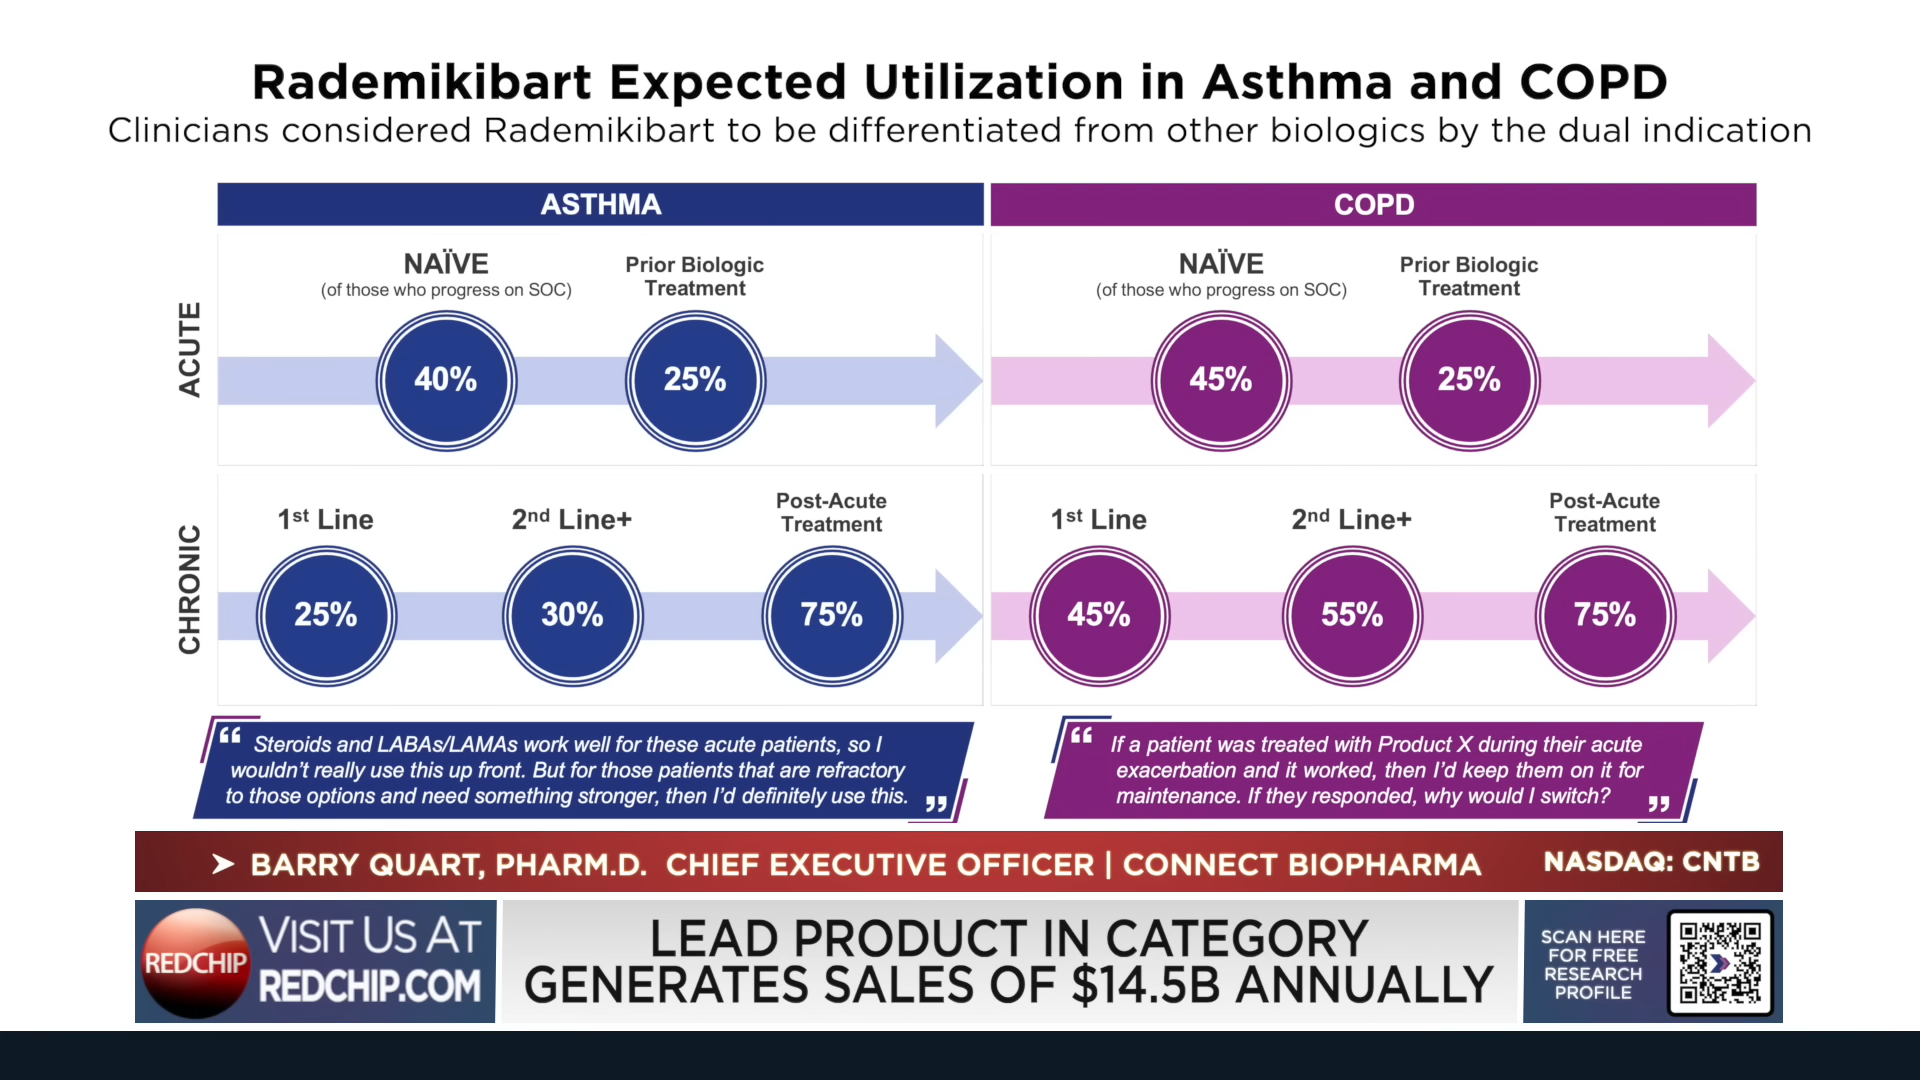 Rademikibart Expected Utilization in Asthma and COPD
Clinicians considered Rademikibart to be differentiated from other biologics by the dual indication
ASTHMA
COPD
ACUTE
NAÏVE
(of those who progress on SOC)
Prior Biologic
Treatment
40%
25%
NAÏVE
(of those who progress on SOC)
Prior Biologic
Treatment
45%
25%
CHRONIC
1st Line
2nd Line+
Post-Acute
Treatment
25%
30%
75%
1st Line
2nd Line+
Post-Acute
Treatment
45%
55%
75%
“ Steroids and LABAs/LAMAs work well for these acute patients, so I
wouldn’t really use this up front. But for those patients that are refractory
to those options and need something stronger, then I’d definitely use this. ”
“ If a patient was treated with Product X during their acute
exacerbation and it worked, then I’d keep them on it for
maintenance. If they responded, why would I switch? ”
➤ BARRY QUART, PHARM.D. CHIEF EXECUTIVE OFFICER | CONNECT BIOPHARMA
NASDAQ: CNTB
REDCHIP
VISIT US AT
REDCHIP.COM
LEAD PRODUCT IN CATEGORY
GENERATES SALES OF $14.5B ANNUALLY
SCAN HERE
FOR FREE
RESEARCH
PROFILE